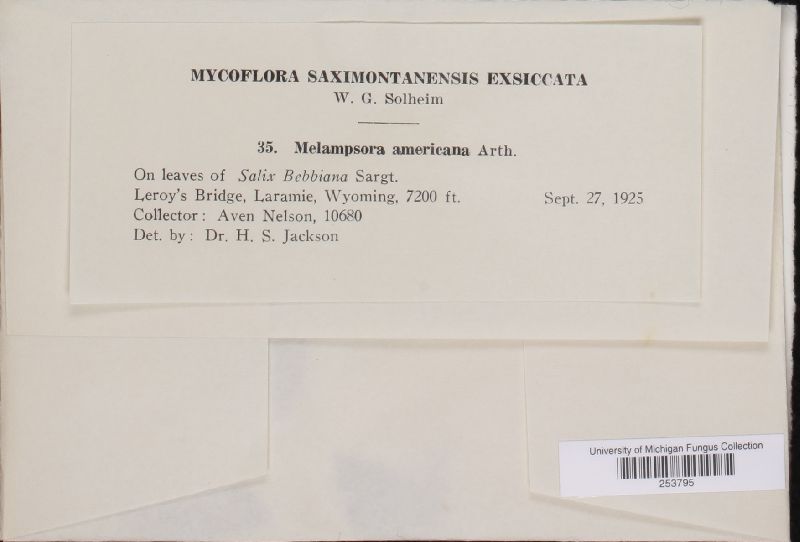 MYCOFLORA SAXIMONTANENSIS EXSICCATA
W. G. Solheim
35. Melampsora americana Arth.
On leaves of Salix Bebbiana Sargt.
Leroy's Bridge, Laramie, Wyoming, 7200 ft. Sept. 27, 1925
Collector: Aven Nelson, 10680
Det. by: Dr. H. S. Jackson
University of Michigan Fungus Collection
253795